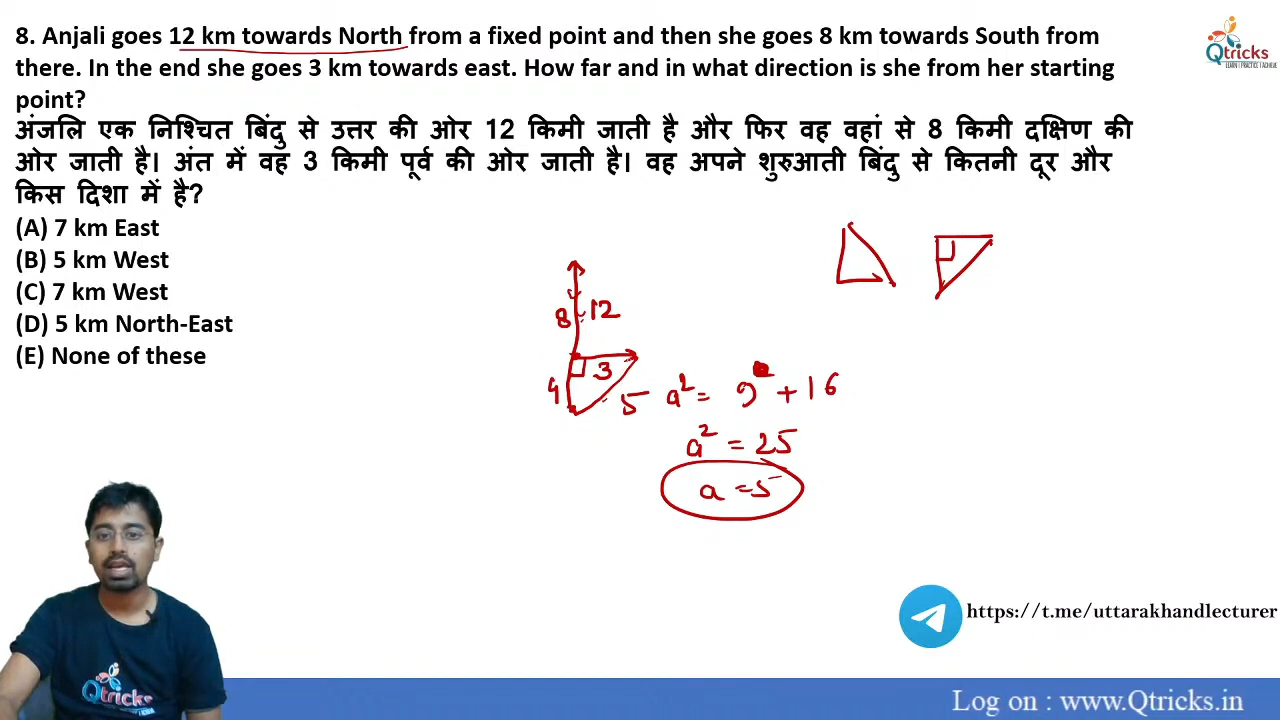 8. Anjali goes 12 km towards North from a fixed point and then she goes 8 km towards South from
there. In the end she goes 3 km towards east. How far and in what direction is she from her starting
point?
अंजलि एक निश्चित बिंदु से उत्तर की ओर 12 किमी जाती है और फिर वह वहां से 8 किमी दक्षिण की
ओर जाती है। अंत में वह 3 किमी पूर्व की ओर जाती है। वह अपने शुरुआती बिंदु से कितनी दूर और
किस दिशा में है?
(A) 7 km East
(B) 5 km West
(C) 7 km West
(D) 5 km North-East
(E) None of these
Qtricks
LEARN | PRACTICE | ACHIEVE
8 12
3
4
5
a² = 9 + 16
a² = 25
a = 5
https://t.me/uttarakhandlecturer
Qtricks
Log on : www.Qtricks.in